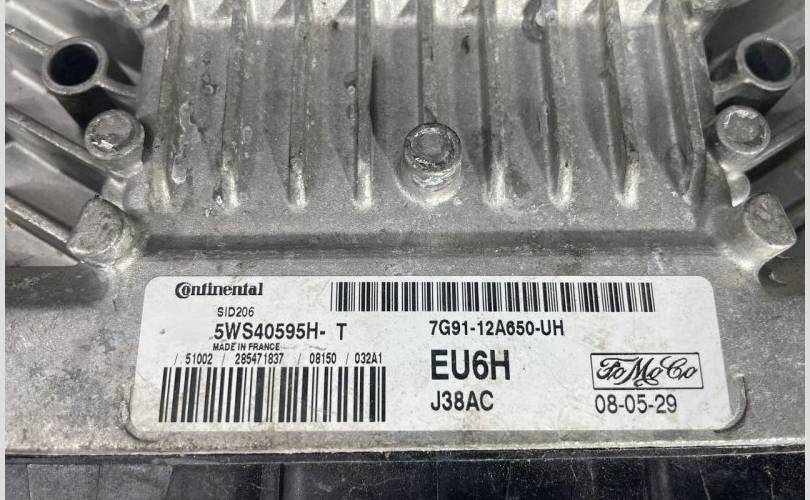 Continental
SID206
5WS40595H- T
MADE IN FRANCE
/ 51002 / 285471837 / 08150 / 032A1
7G91-12A650-UH
EU6H
J38AC
FoMoCo
08-05-29